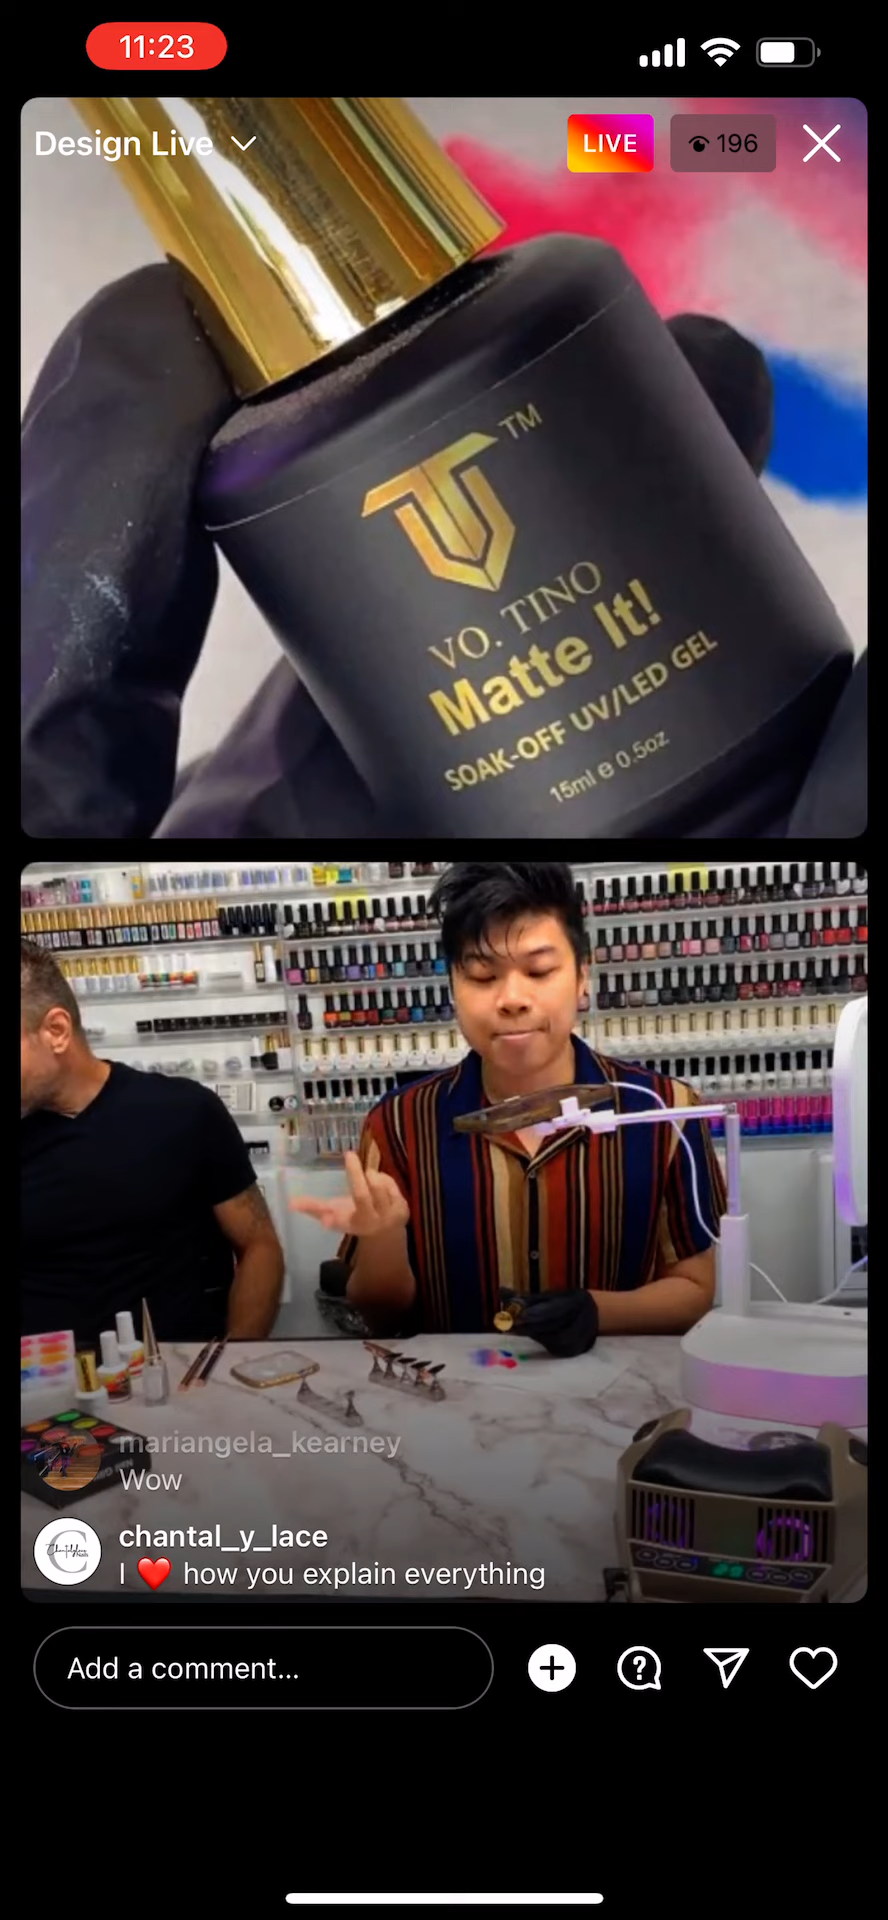 11:23
Design Live
LIVE
196
TM
VO. TINO
Matte It!
SOAK-OFF UV/LED GEL
15ml e 0.5oz
mariangela_kearney
Wow
chantal_y_lace
I ❤️ how you explain everything
Add a comment...